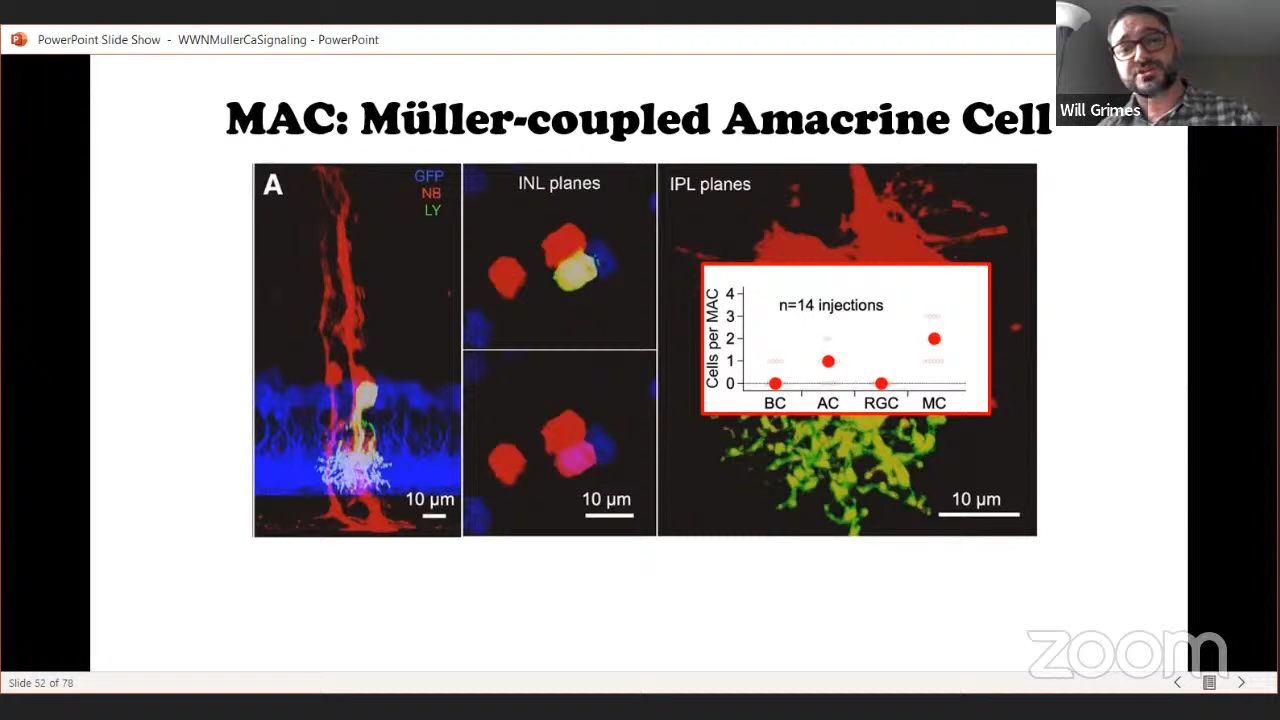 PowerPoint Slide Show - WWNMullerCaSignaling - PowerPoint
Will Grimes
MAC: Müller-coupled Amacrine Cell
A
GFP
NB
LY
10 µm
INL planes
10 µm
10 µm
IPL planes
10 µm
Cells per MAC
n=14 injections
4
3
2
1
0
BC AC RGC MC
zoom
Slide 52 of 78